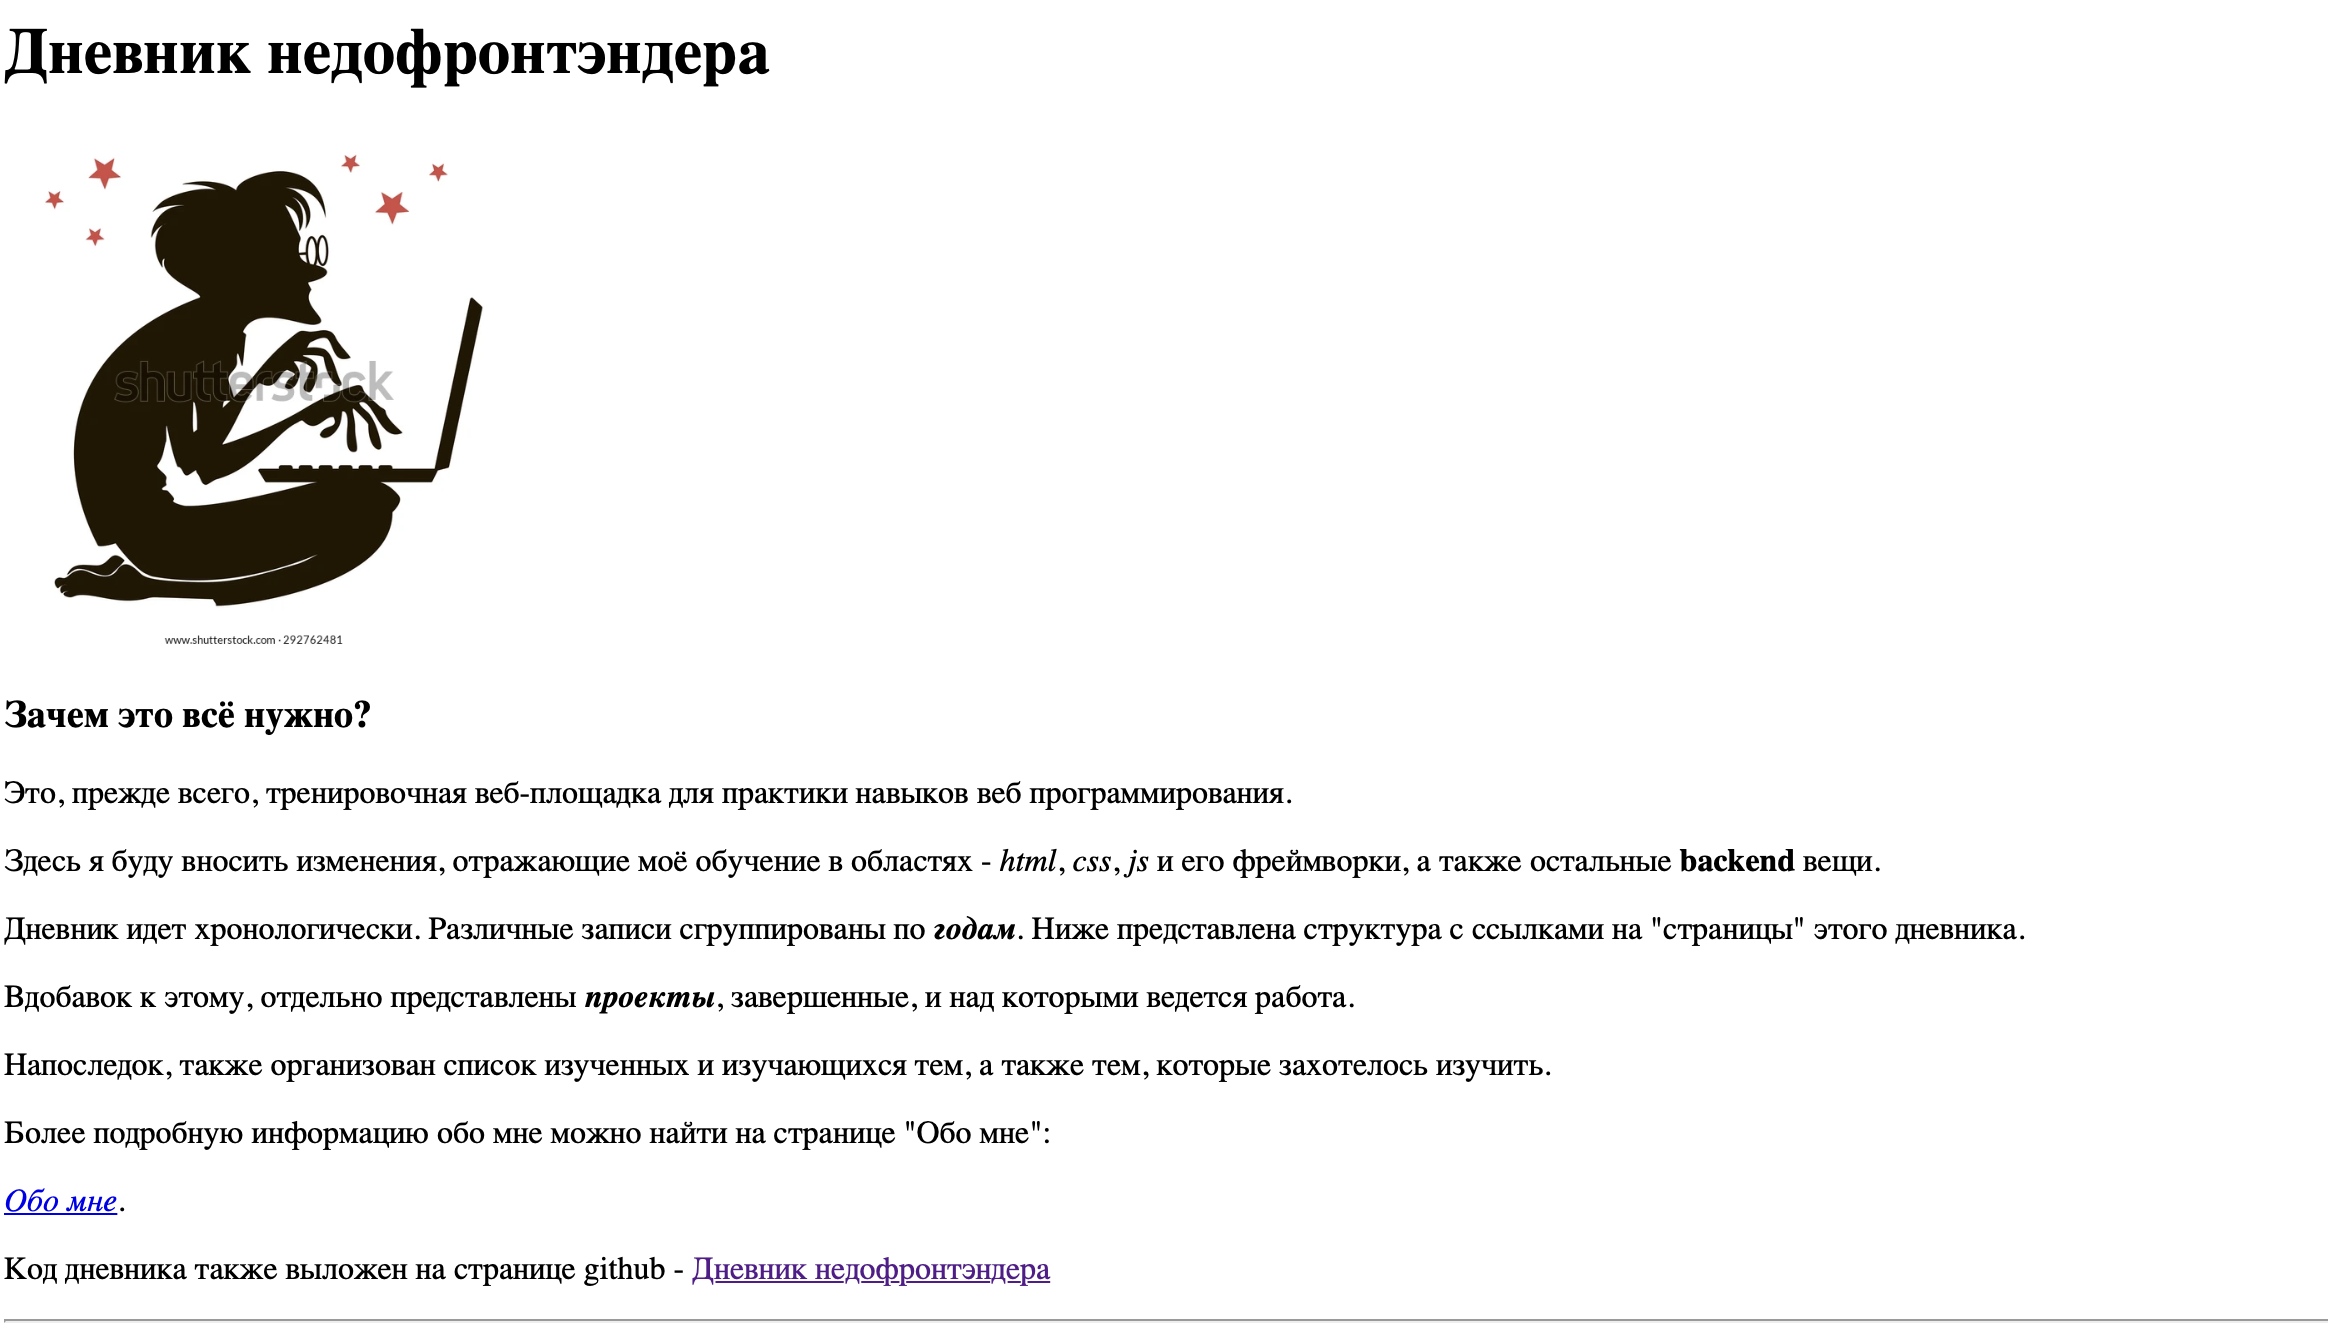 Дневник недофронтэндера
shutterstock
www.shutterstock.com · 292762481
Зачем это всё нужно?
Это, прежде всего, тренировочная веб-площадка для практики навыков веб программирования.
Здесь я буду вносить изменения, отражающие моё обучение в областях - html, css, js и его фреймворки, а также остальные backend вещи.
Дневник идет хронологически. Различные записи сгруппированы по годам. Ниже представлена структура с ссылками на "страницы" этого дневника.
Вдобавок к этому, отдельно представлены проекты, завершенные, и над которыми ведется работа.
Напоследок, также организован список изученных и изучающихся тем, а также тем, которые захотелось изучить.
Более подробную информацию обо мне можно найти на странице "Обо мне":
Обо мне.
Код дневника также выложен на странице github - Дневник недофронтэндера